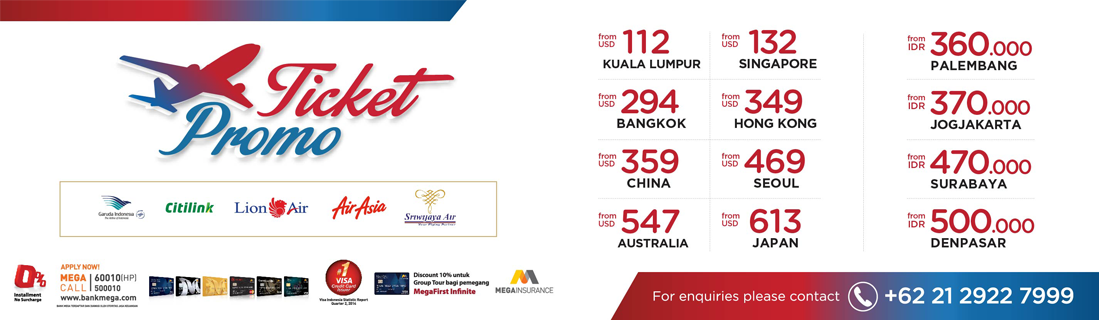 Ticket
Promo
Garuda Indonesia
Citilink
Lion Air
AirAsia
Sriwijaya Air
0%
Installment
No Surcharge
APPLY NOW!
MEGA 60010(HP)
CALL 500010
www.bankmega.com
#1
VISA
Credit Card
Visa Indonesia Statistic Report
Quarter 2, 2014
Discount 10% untuk
Group Tour bagi pemegang
MegaFirst Infinite
MEGAINSURANCE
from USD 112
KUALA LUMPUR
from USD 132
SINGAPORE
from IDR 360.000
PALEMBANG
from USD 294
BANGKOK
from USD 349
HONG KONG
from IDR 370.000
JOGJAKARTA
from USD 359
CHINA
from USD 469
SEOUL
from IDR 470.000
SURABAYA
from USD 547
AUSTRALIA
from USD 613
JAPAN
from IDR 500.000
DENPASAR
For enquiries please contact +62 21 2922 7999